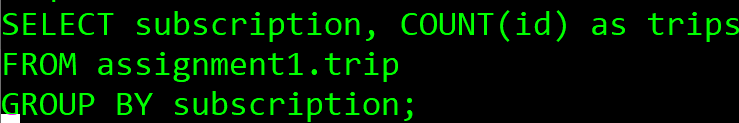 SELECT subscription, COUNT(id) as trips
FROM assignment1.trip
GROUP BY subscription;